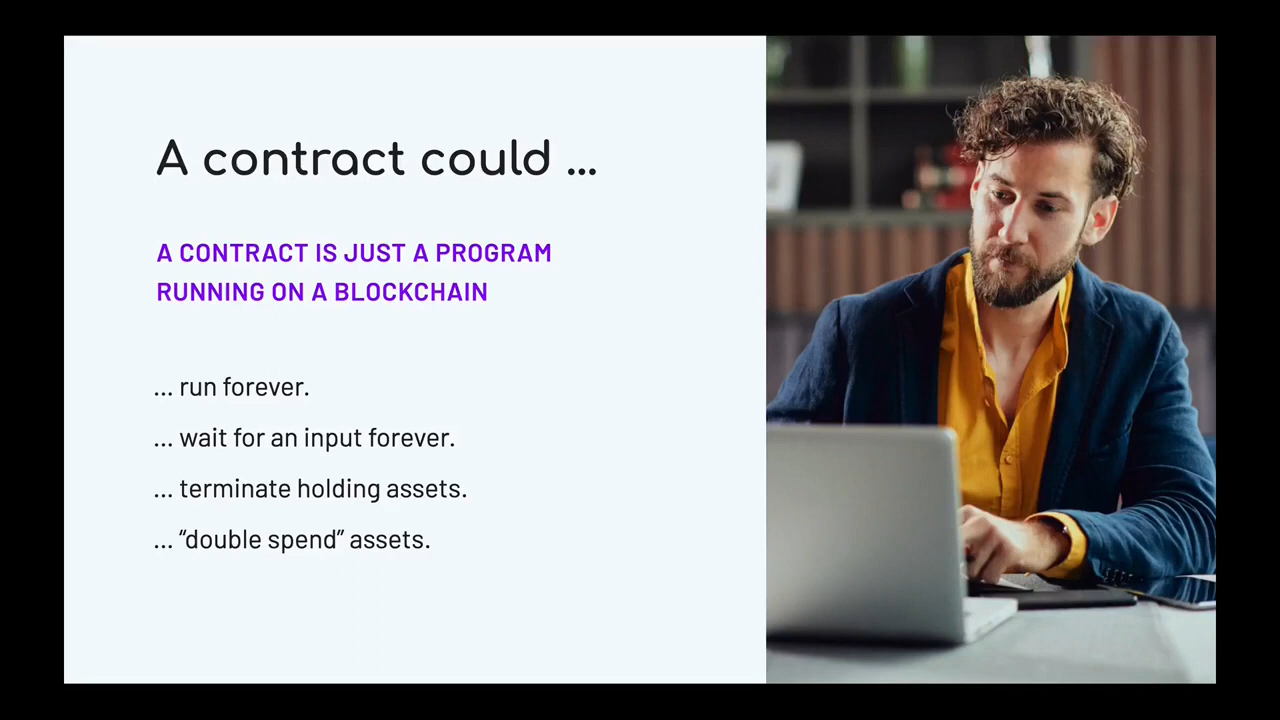 A contract could ...
A CONTRACT IS JUST A PROGRAM
RUNNING ON A BLOCKCHAIN
... run forever.
... wait for an input forever.
... terminate holding assets.
... “double spend” assets.